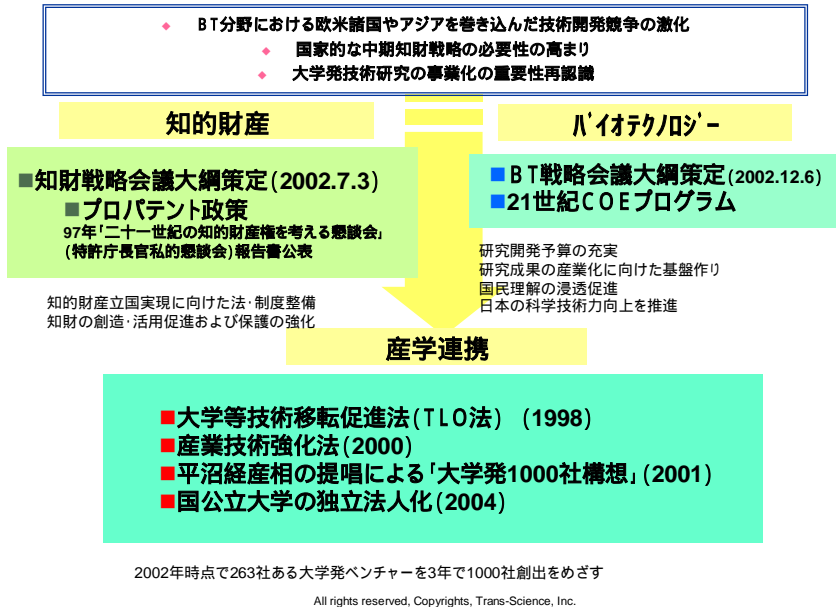 ◆ BT分野における欧米諸国やアジアを巻き込んだ技術開発競争の激化
◆ 国家的な中期知財戦略の必要性の高まり
◆ 大学発技術研究の事業化の重要性再認識
知的財産
バイオテクノロジー
■知財戦略会議大綱策定(2002.7.3)
■プロパテント政策
97年「二十一世紀の知的財産権を考える懇談会」
(特許庁長官私的懇談会)報告書公表
■BT戦略会議大綱策定(2002.12.6)
■21世紀COEプログラム
知的財産立国実現に向けた法・制度整備
知財の創造・活用促進および保護の強化
研究開発予算の充実
研究成果の産業化に向けた基盤作り
国民理解の浸透促進
日本の科学技術力向上を推進
産学連携
■大学等技術移転促進法(TLO法) (1998)
■産業技術強化法(2000)
■平沼経産相の提唱による「大学発1000社構想」(2001)
■国公立大学の独立法人化(2004)
2002年時点で263社ある大学発ベンチャーを3年で1000社創出をめざす
All rights reserved, Copyrights, Trans-Science, Inc.